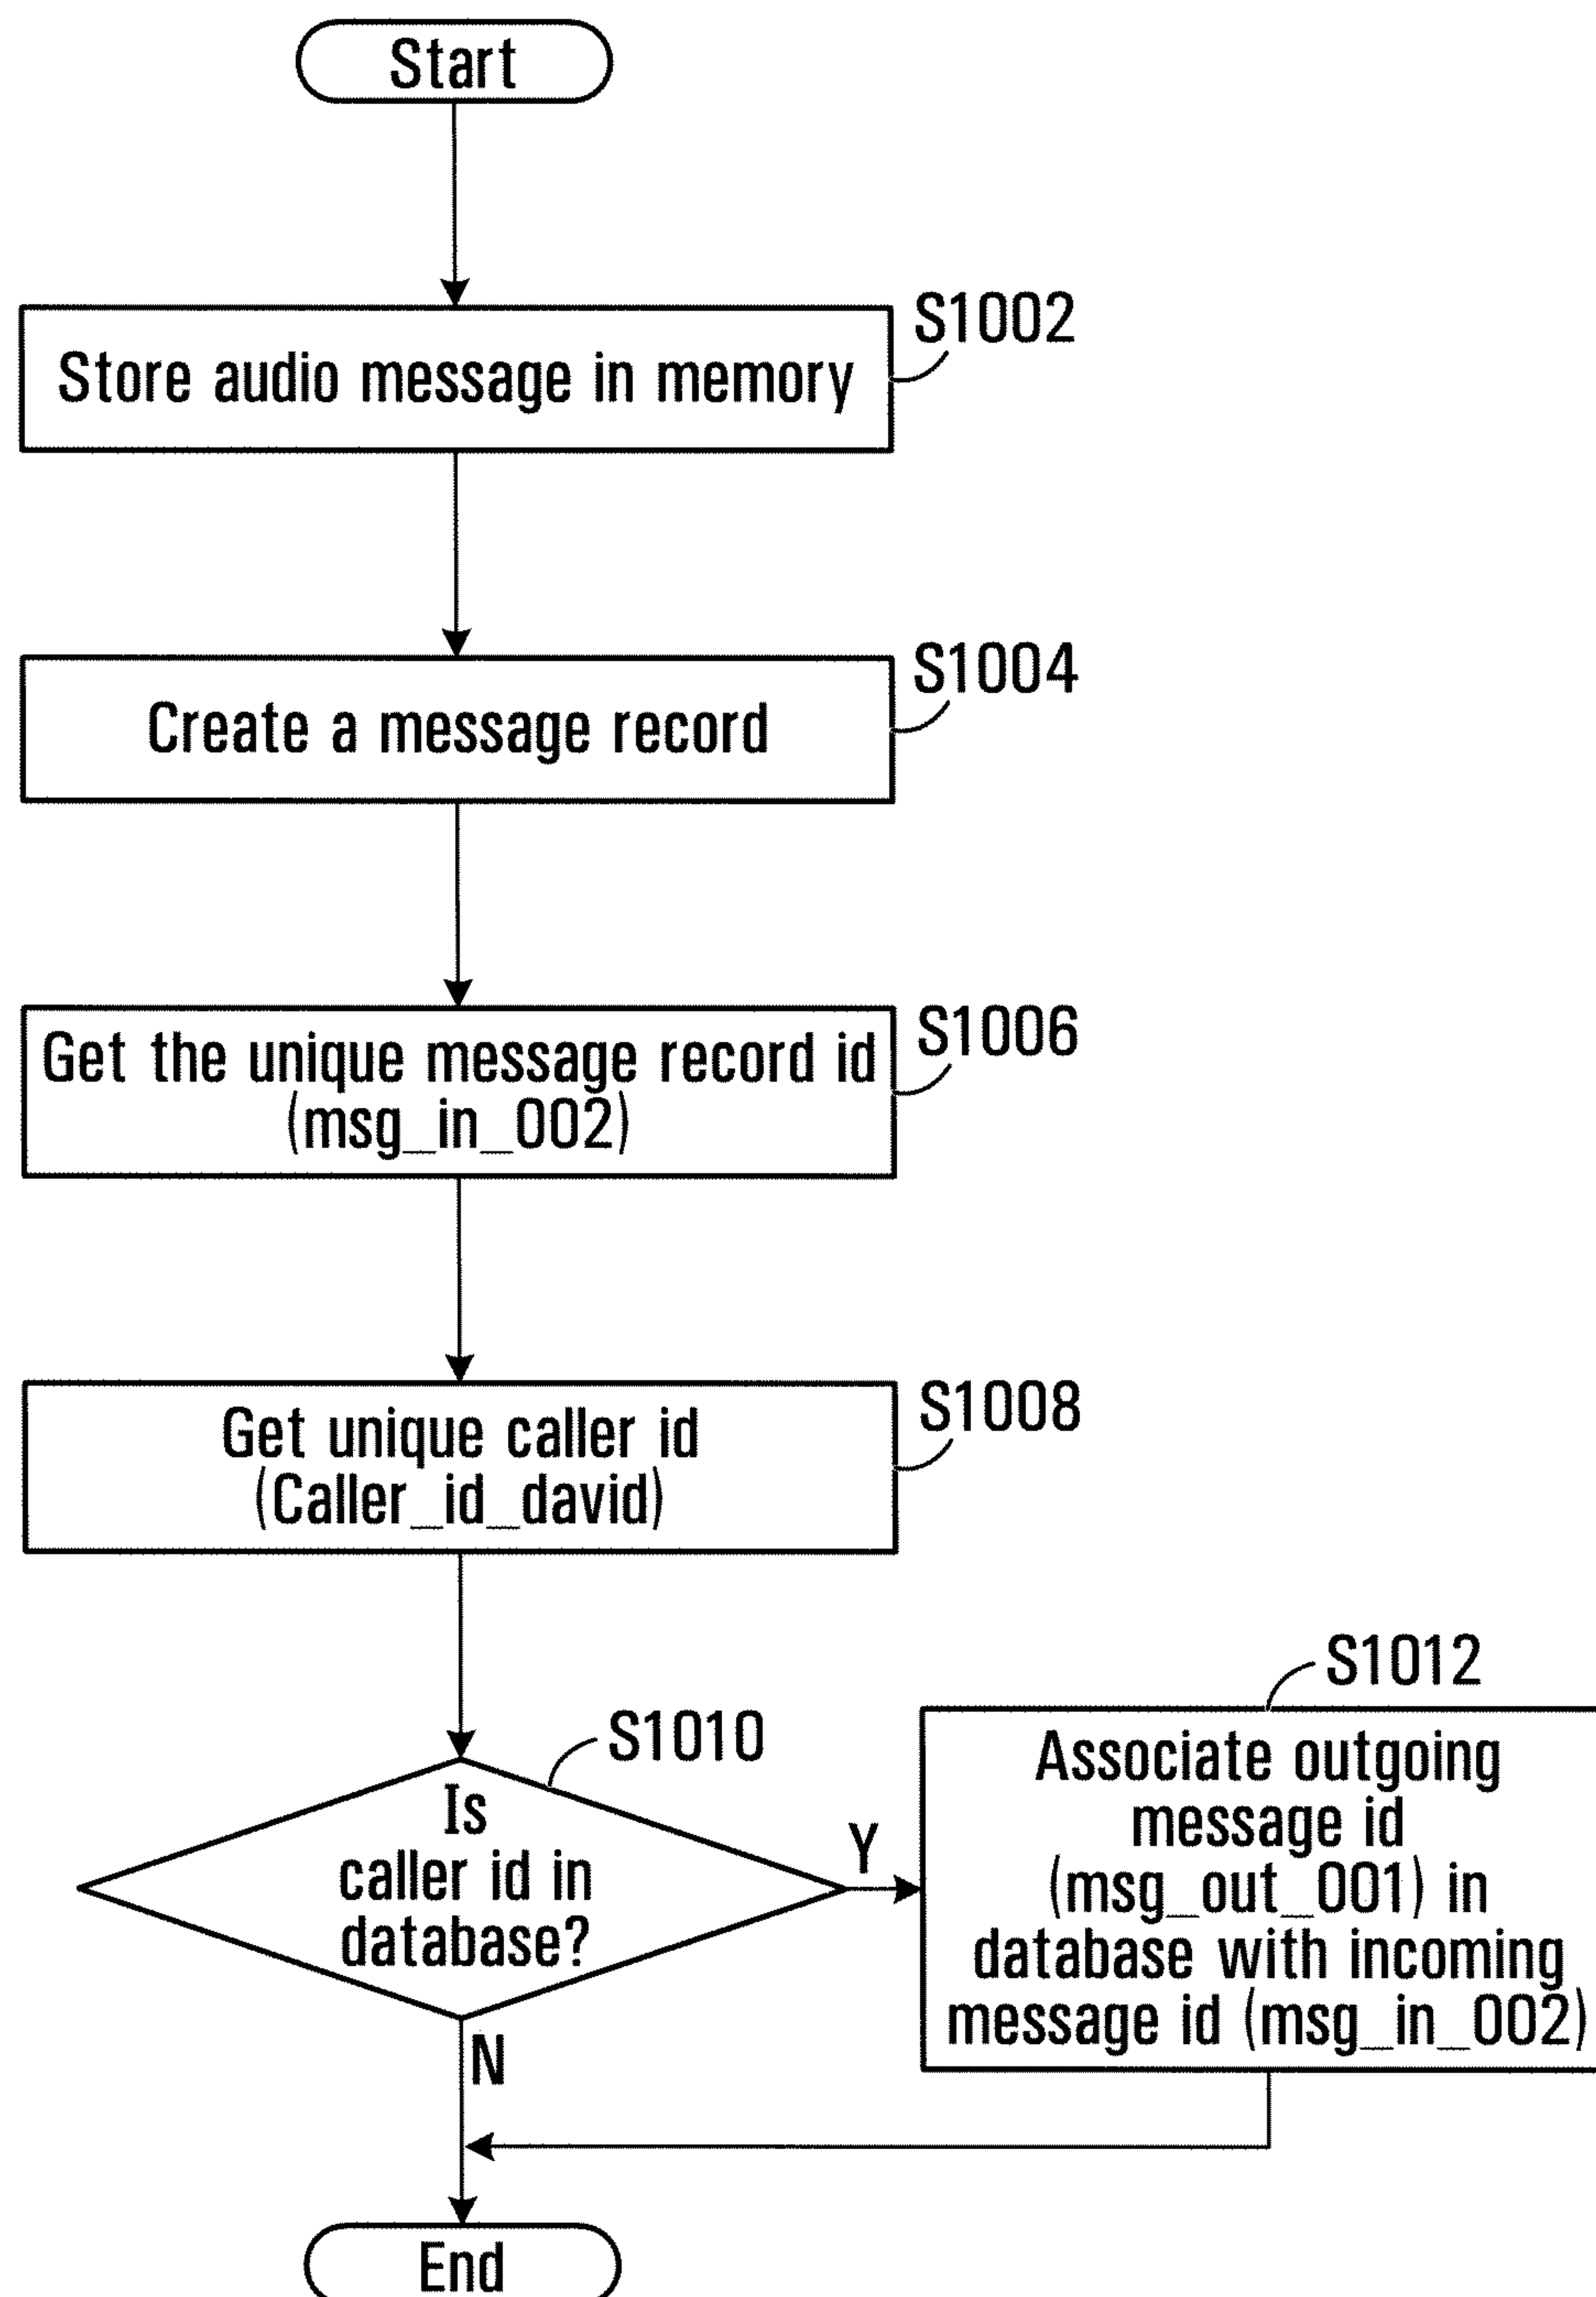 Start
S1002
Store audio message in memory
S1004
Create a message record
S1006
Get the unique message record id
(msg_in_002)
S1008
Get unique caller id
(Caller_id_david)
S1010
Is
caller id in
database?
Y
N
S1012
Associate outgoing
message id
(msg_out_001) in
database with incoming
message id (msg_in_002)
End